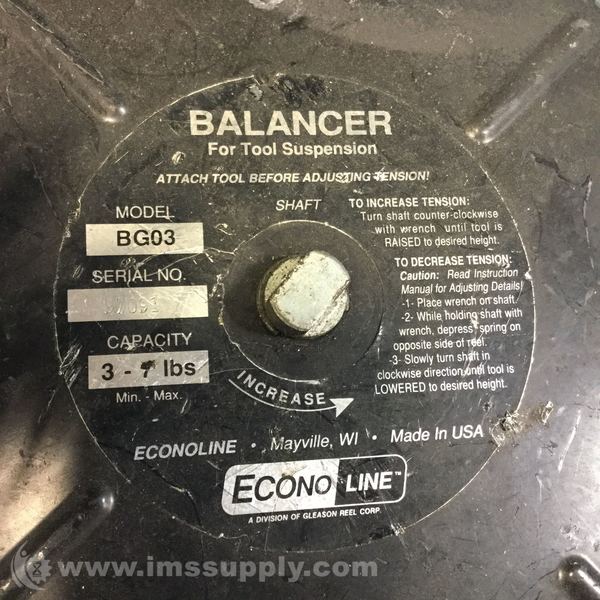 BALANCER
For Tool Suspension
ATTACH TOOL BEFORE ADJUSTING TENSION!
MODEL
BG03
SERIAL NO.
CAPACITY
3 - 7 lbs
Min. - Max.
SHAFT
TO INCREASE TENSION:
Turn shaft counter-clockwise
with wrench until tool is
RAISED to desired height.
TO DECREASE TENSION:
Caution: Read Instruction
Manual for Adjusting Details!
-1- Place wrench on shaft.
-2- While holding shaft with
wrench, depress spring on
opposite side of reel.
-3- Slowly turn shaft in
clockwise direction until tool is
LOWERED to desired height.
INCREASE
ECONOLINE • Mayville, WI • Made In USA
ECONO LINE™
A DIVISION OF GLEASON REEL CORP.
www.imssupply.com